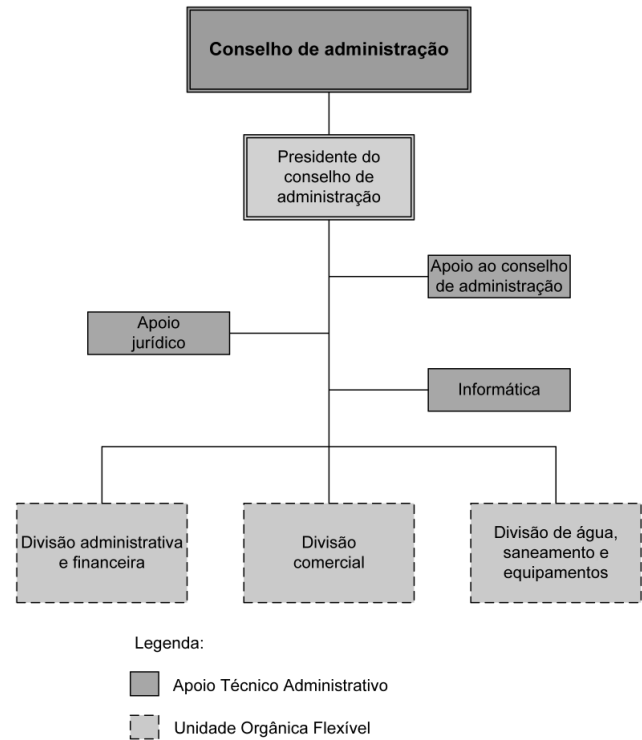 Conselho de administração
Presidente do
conselho de
administração
Apoio ao conselho
de administração
Apoio
jurídico
Informática
Divisão administrativa
e financeira
Divisão
comercial
Divisão de água,
saneamento e
equipamentos
Legenda:
Apoio Técnico Administrativo
Unidade Orgânica Flexível